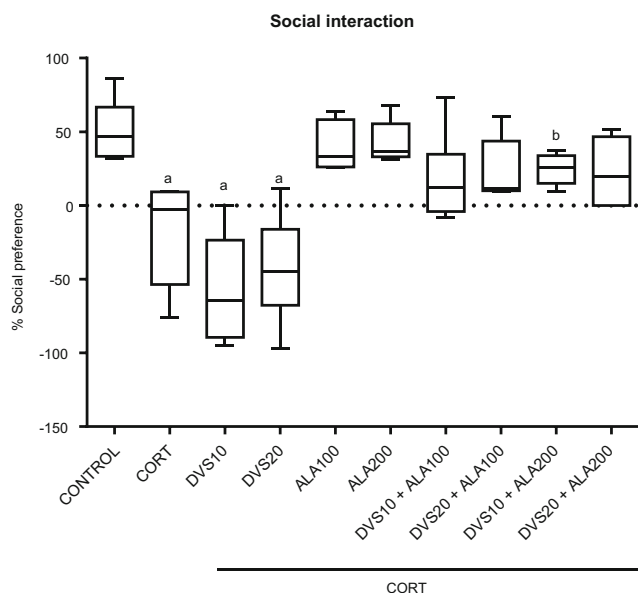 Social interaction
% Social preference
100
50
0
-50
-100
-150
a
a
a
b
CONTROL
CORT
DVS10
DVS20
ALA100
ALA200
DVS10 + ALA100
DVS20 + ALA100
DVS10 + ALA200
DVS20 + ALA200
CORT